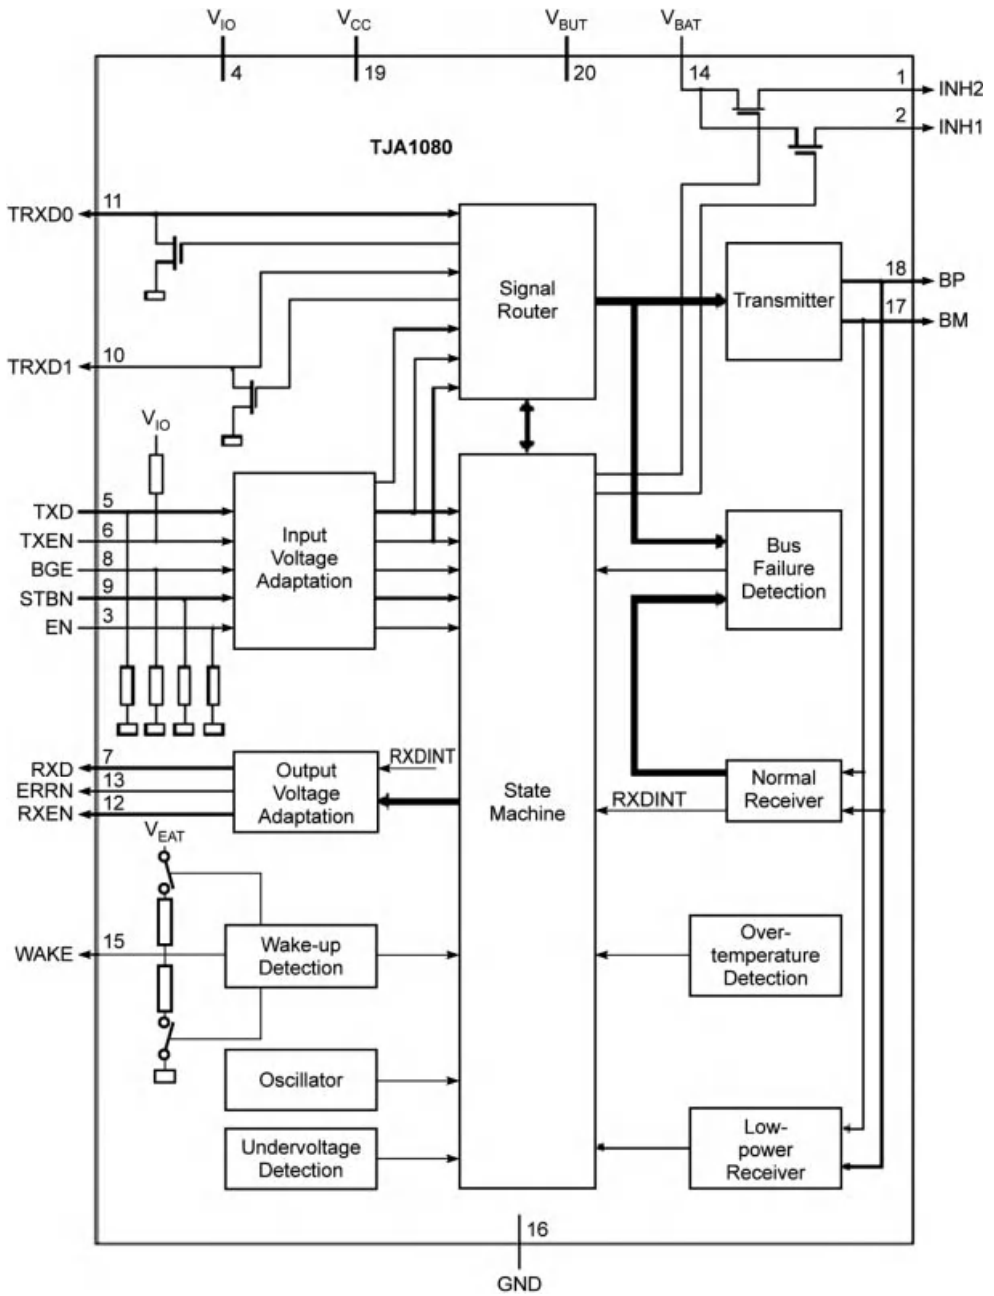 VIO VCC VBUT VBAT
4 19 20 14 1 INH2
2 INH1
TJA1080
TRXD0 11
Signal
Router
Transmitter
18 BP
17 BM
TRXD1 10
VIO
TXD 5
TXEN 6
BGE 8
STBN 9
EN 3
Input
Voltage
Adaptation
Bus
Failure
Detection
RXD 7
ERRN 13
RXEN 12
Output
Voltage
Adaptation
RXDINT
State
Machine
RXDINT
Normal
Receiver
VEAT
WAKE 15
Wake-up
Detection
Over-
temperature
Detection
Oscillator
Undervoltage
Detection
Low-
power
Receiver
16
GND